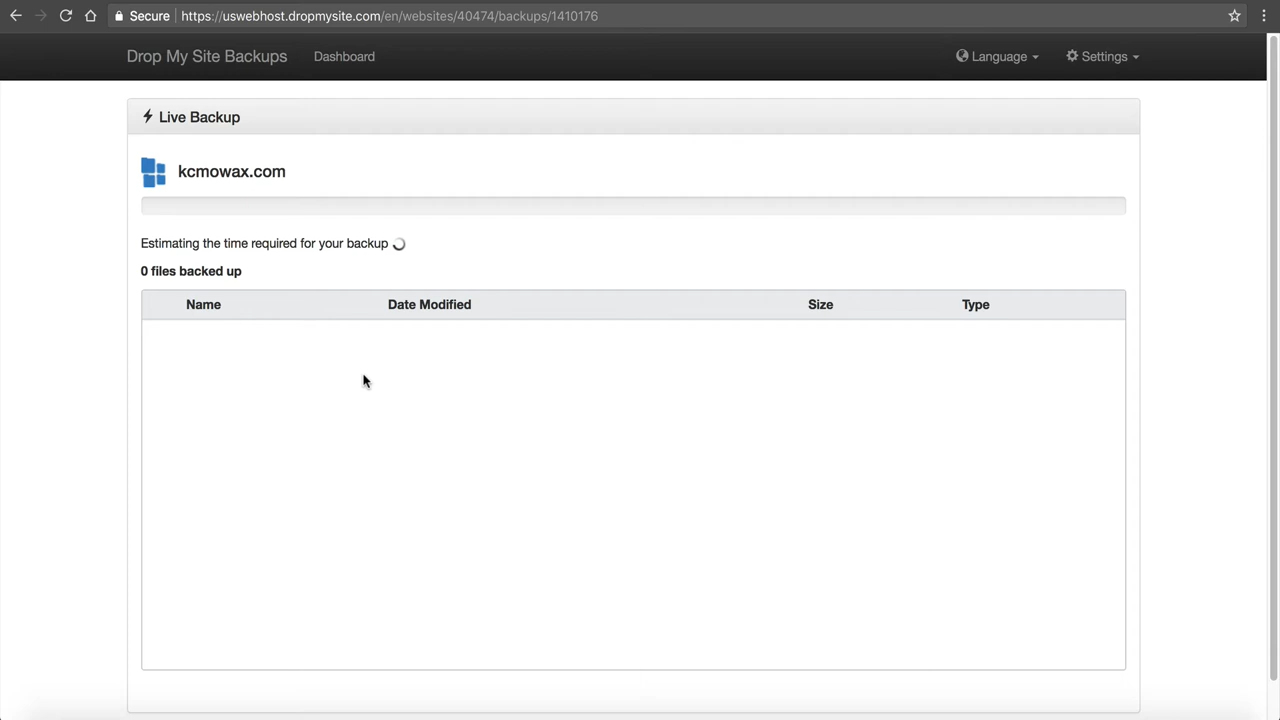 Secure https://uswebhost.dropmysite.com/en/websites/40474/backups/1410176
Drop My Site Backups Dashboard Language Settings
Live Backup
kcmowax.com
Estimating the time required for your backup
0 files backed up
Name Date Modified Size Type